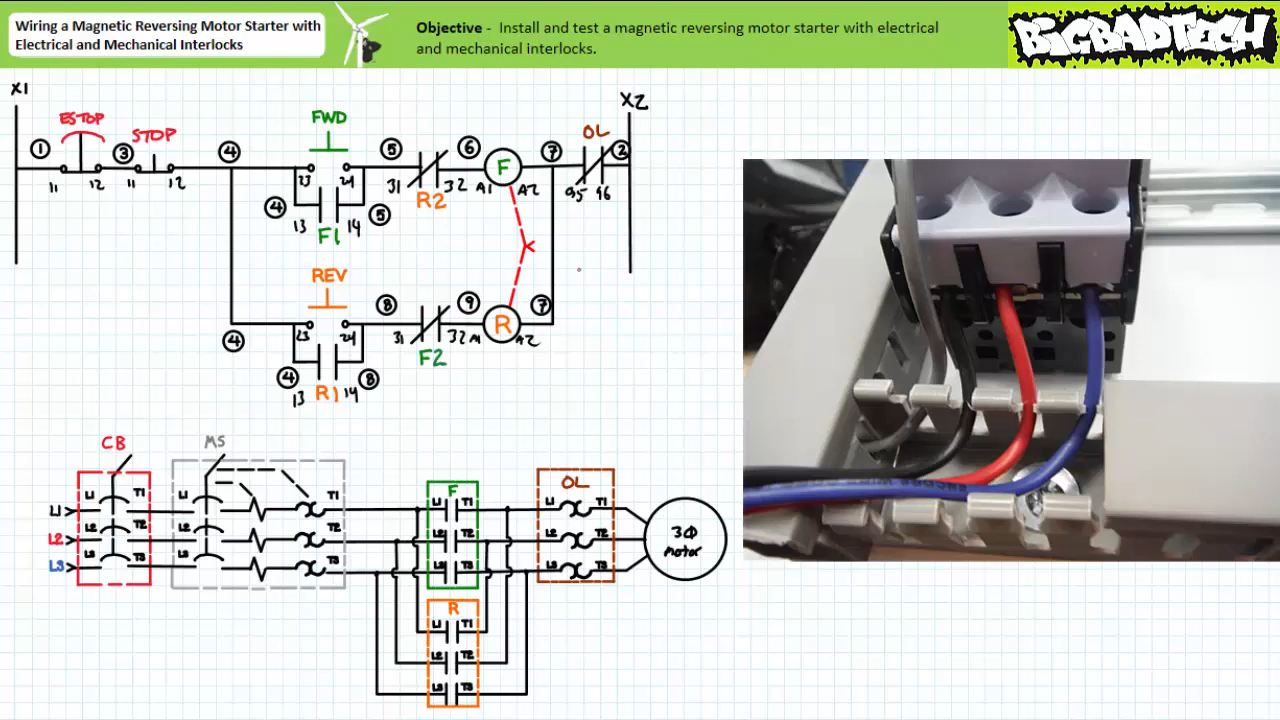 Wiring a Magnetic Reversing Motor Starter with
Electrical and Mechanical Interlocks
Objective - Install and test a magnetic reversing motor starter with electrical
and mechanical interlocks.
BIGBADTECH
X1
X2
ESTOP
STOP
FWD
OL
1
3
4
5
6
7
2
11
12
11
12
23
24
31
32
A1
F
A2
95
96
R2
4
5
13
14
F1
REV
8
9
7
4
23
24
31
32
A1
R
A2
F2
4
8
13
14
R1
CB
MS
F
OL
L1
L1
T1
L1
T1
L1
T1
L1
T1
L2
L2
T2
L2
T2
L2
T2
L2
T2
L3
L3
T3
L3
T3
L3
T3
L3
T3
3Φ
motor
R
L1
T1
L2
T2
L3
T3